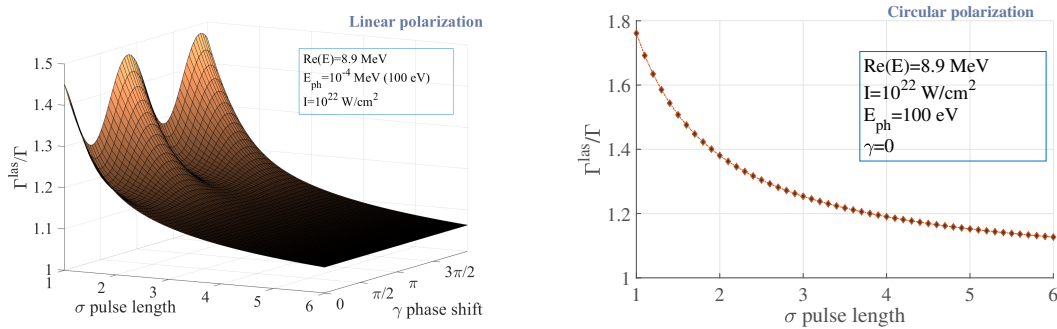 Linear polarization
Re(E)=8.9 MeV
E_ph=10^-4 MeV (100 eV)
I=10^22 W/cm^2
Γ^las/Γ
1.5
1.4
1.3
1.2
1.1
1
1
2
3
4
5
6
σ pulse length
0
π/2
π
3π/2
γ phase shift
Circular polarization
Re(E)=8.9 MeV
I=10^22 W/cm^2
E_ph=100 eV
γ=0
Γ^las/Γ
1.8
1.6
1.4
1.2
1
1
2
3
4
5
6
σ pulse length